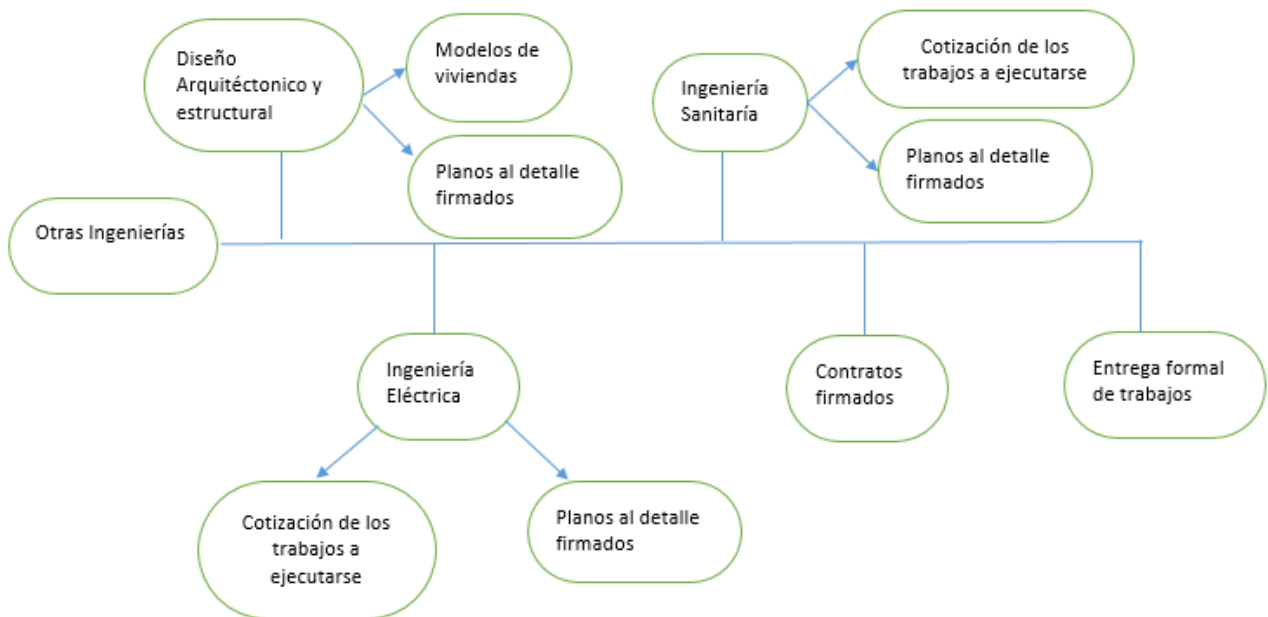 Diseño
Arquitéctonico y
estructural
Modelos de
viviendas
Planos al detalle
firmados
Ingeniería
Sanitaría
Cotización de los
trabajos a ejecutarse
Planos al detalle
firmados
Otras Ingenierías
Ingeniería
Eléctrica
Contratos
firmados
Entrega formal
de trabajos
Cotización de los
trabajos a
ejecutarse
Planos al detalle
firmados